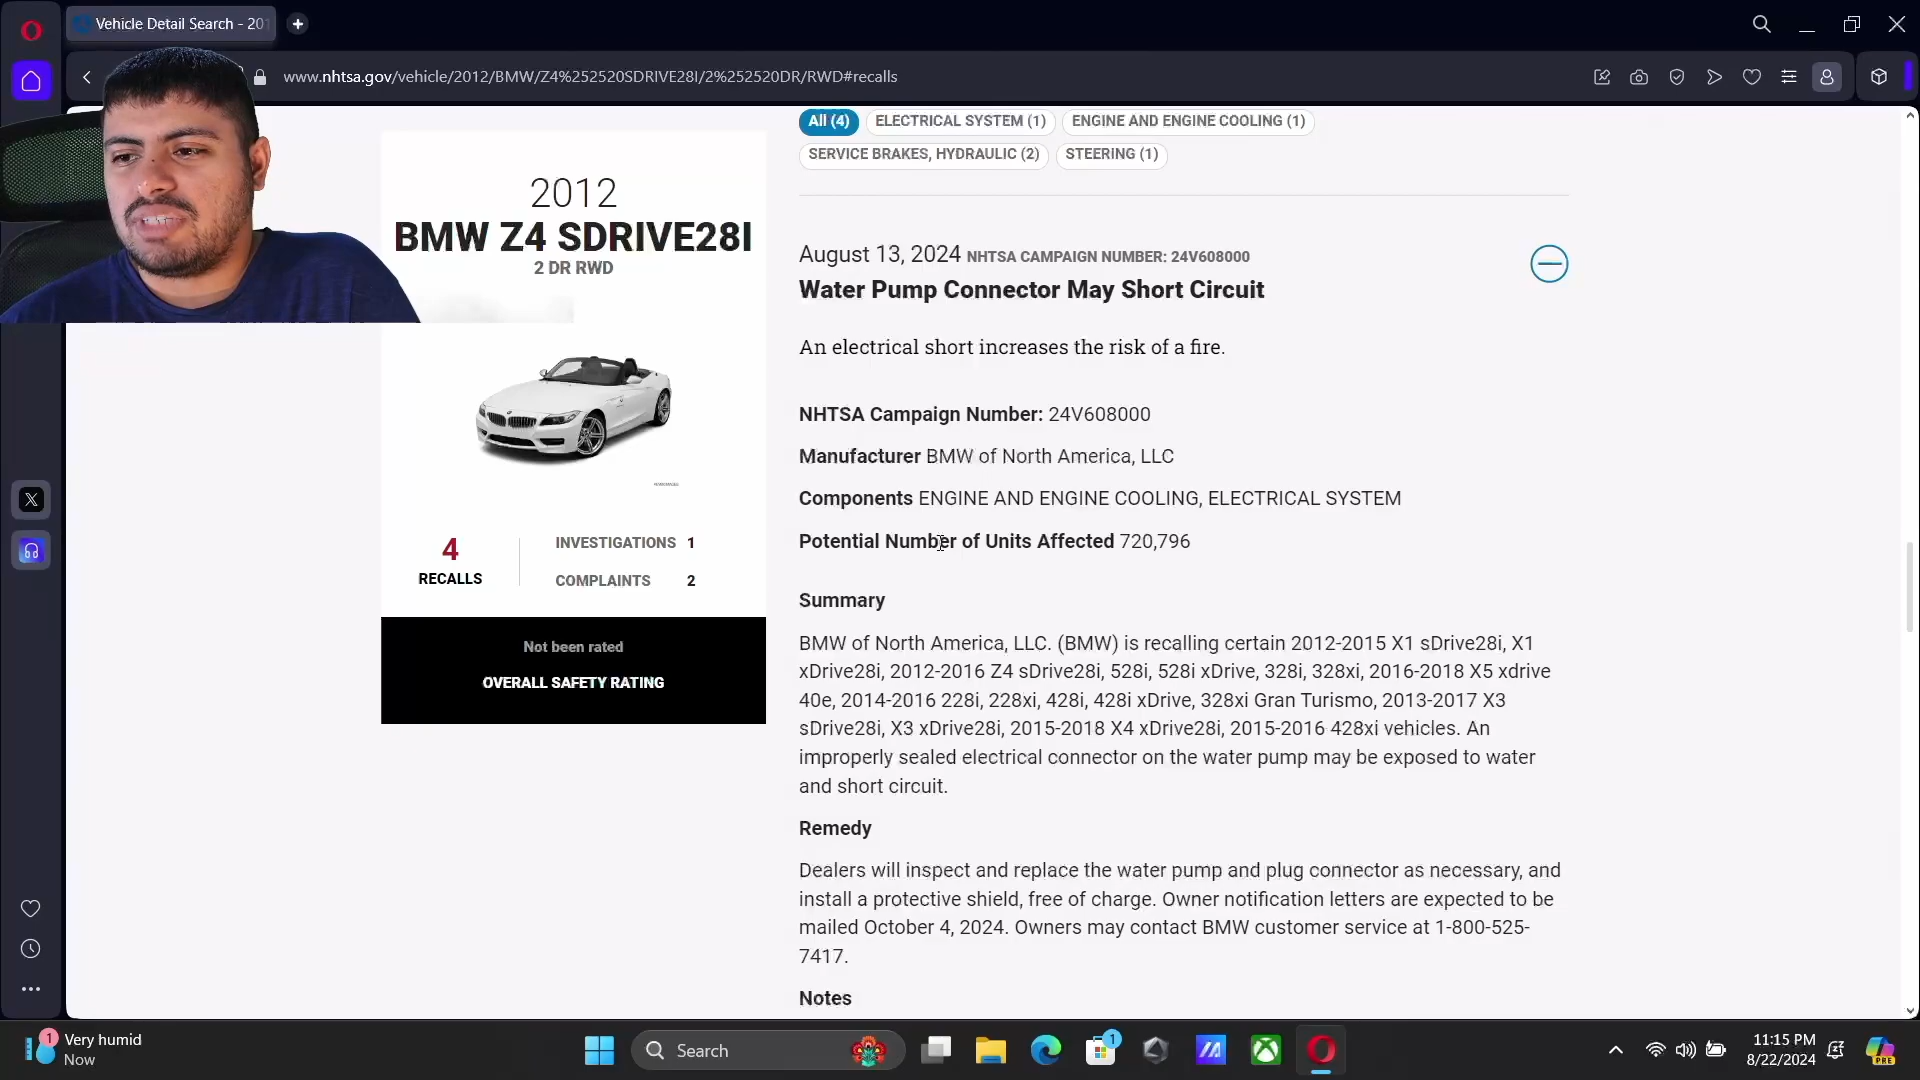 Vehicle Detail Search - 201
www.nhtsa.gov/vehicle/2012/BMW/Z4%252520SDRIVE28I/2%252520DR/RWD#recalls
All (4) ELECTRICAL SYSTEM (1) ENGINE AND ENGINE COOLING (1)
SERVICE BRAKES, HYDRAULIC (2) STEERING (1)
2012
BMW Z4 SDRIVE28I
2 DR RWD
4
RECALLS
INVESTIGATIONS 1
COMPLAINTS 2
Not been rated
OVERALL SAFETY RATING
August 13, 2024 NHTSA CAMPAIGN NUMBER: 24V608000
Water Pump Connector May Short Circuit
An electrical short increases the risk of a fire.
NHTSA Campaign Number: 24V608000
Manufacturer BMW of North America, LLC
Components ENGINE AND ENGINE COOLING, ELECTRICAL SYSTEM
Potential Number of Units Affected 720,796
Summary
BMW of North America, LLC. (BMW) is recalling certain 2012-2015 X1 sDrive28i, X1
xDrive28i, 2012-2016 Z4 sDrive28i, 528i, 528i xDrive, 328i, 328xi, 2016-2018 X5 xdrive
40e, 2014-2016 228i, 228xi, 428i, 428i xDrive, 328xi Gran Turismo, 2013-2017 X3
sDrive28i, X3 xDrive28i, 2015-2018 X4 xDrive28i, 2015-2016 428xi vehicles. An
improperly sealed electrical connector on the water pump may be exposed to water
and short circuit.
Remedy
Dealers will inspect and replace the water pump and plug connector as necessary, and
install a protective shield, free of charge. Owner notification letters are expected to be
mailed October 4, 2024. Owners may contact BMW customer service at 1-800-525-
7417.
Notes
1
Very humid
Now
Search
1
11:15 PM
8/22/2024
PRE